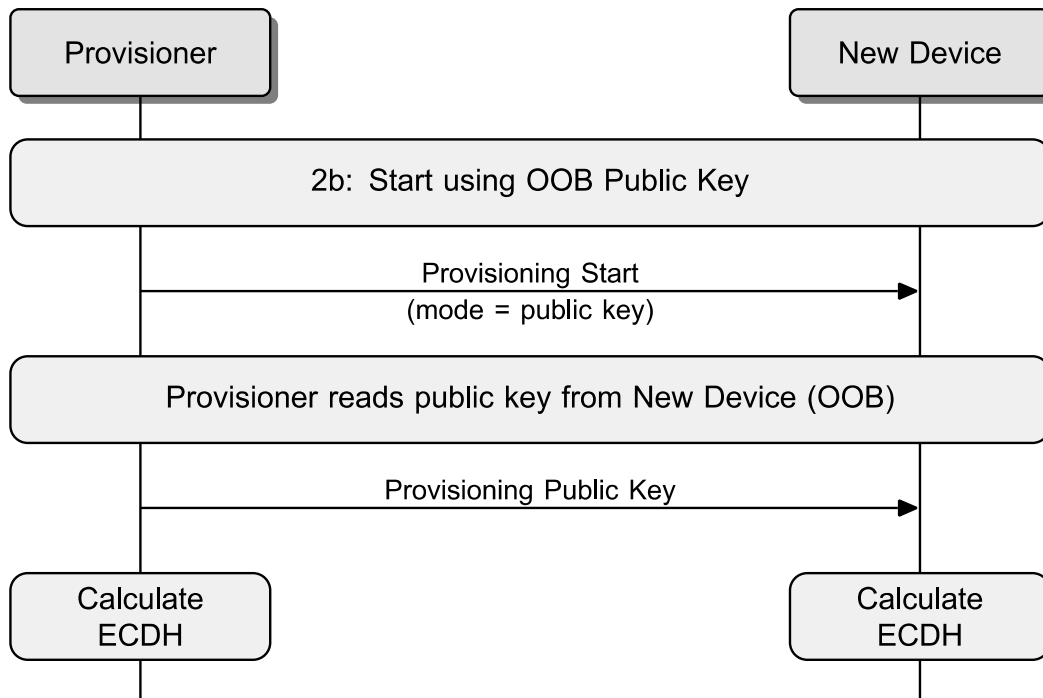 Provisioner
New Device
2b: Start using OOB Public Key
Provisioning Start
(mode = public key)
Provisioner reads public key from New Device (OOB)
Provisioning Public Key
Calculate
ECDH
Calculate
ECDH